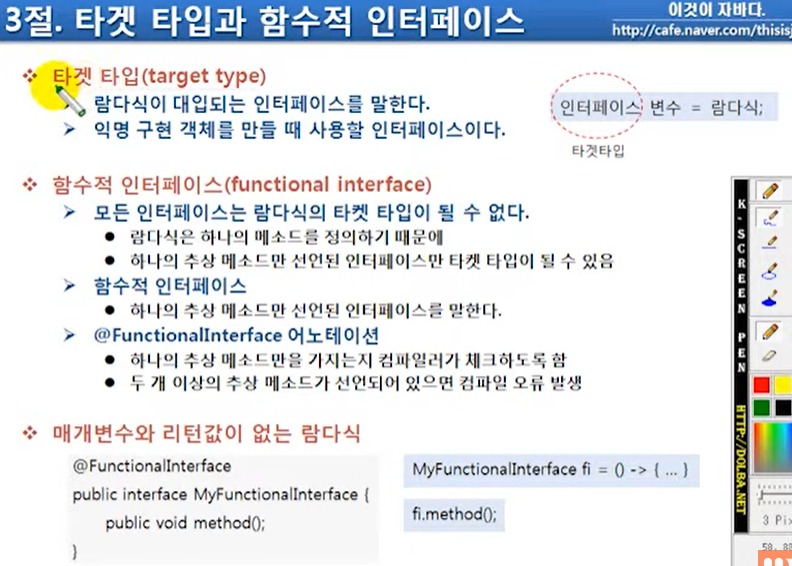 3절. 타겟 타입과 함수적 인터페이스
이것이 자바다.
http://cafe.naver.com/thisisj
타겟 타입(target type)
람다식이 대입되는 인터페이스를 말한다.
익명 구현 객체를 만들 때 사용할 인터페이스이다.
인터페이스 변수 = 람다식;
타겟타입
함수적 인터페이스(functional interface)
모든 인터페이스는 람다식의 타켓 타입이 될 수 없다.
람다식은 하나의 메소드를 정의하기 때문에
하나의 추상 메소드만 선언된 인터페이스만 타켓 타입이 될 수 있음
함수적 인터페이스
하나의 추상 메소드만 선언된 인터페이스를 말한다.
@FunctionalInterface 어노테이션
하나의 추상 메소드만을 가지는지 컴파일러가 체크하도록 함
두 개 이상의 추상 메소드가 선언되어 있으면 컴파일 오류 발생
매개변수와 리턴값이 없는 람다식
@FunctionalInterface
public interface MyFunctionalInterface {
public void method();
}
MyFunctionalInterface fi = () -> { ... }
fi.method();
K-SCREEN PEN
HTTP://DOLBA.NET
3 Pix